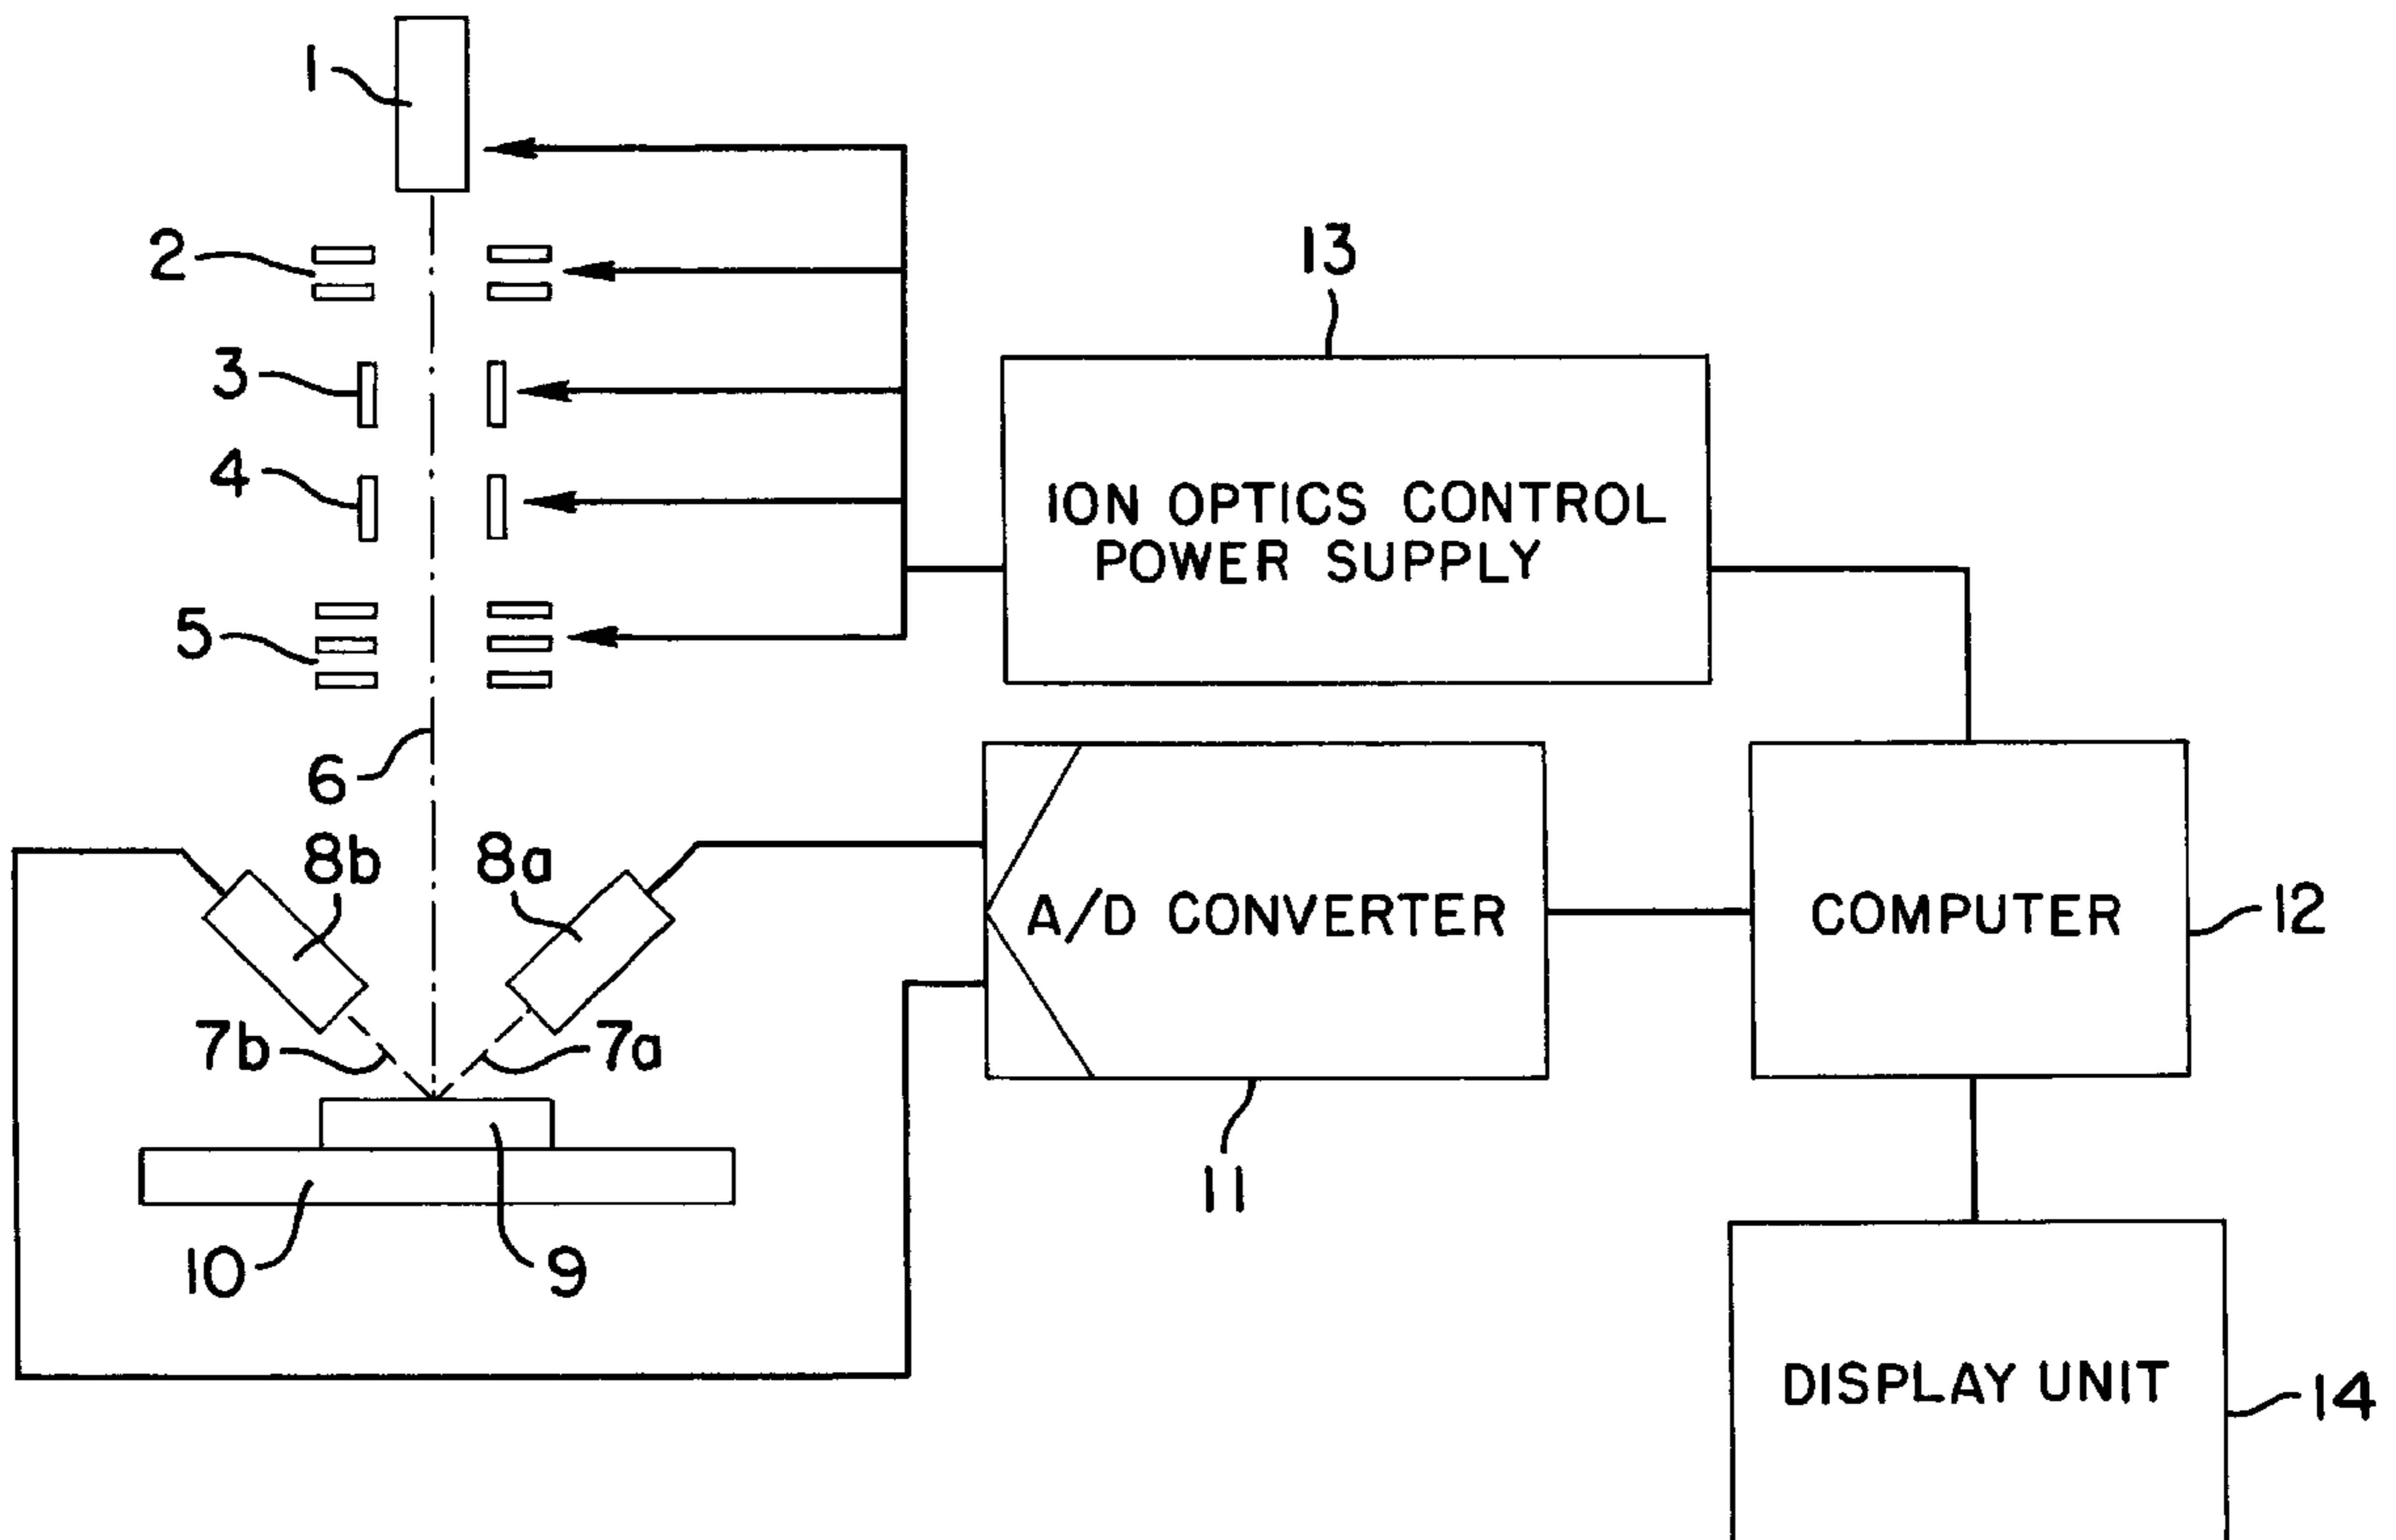 1
2
3
4
5
6
13
ION OPTICS CONTROL
POWER SUPPLY
8b
8a
7b
7a
A/D CONVERTER
11
COMPUTER
12
10
9
DISPLAY UNIT
14